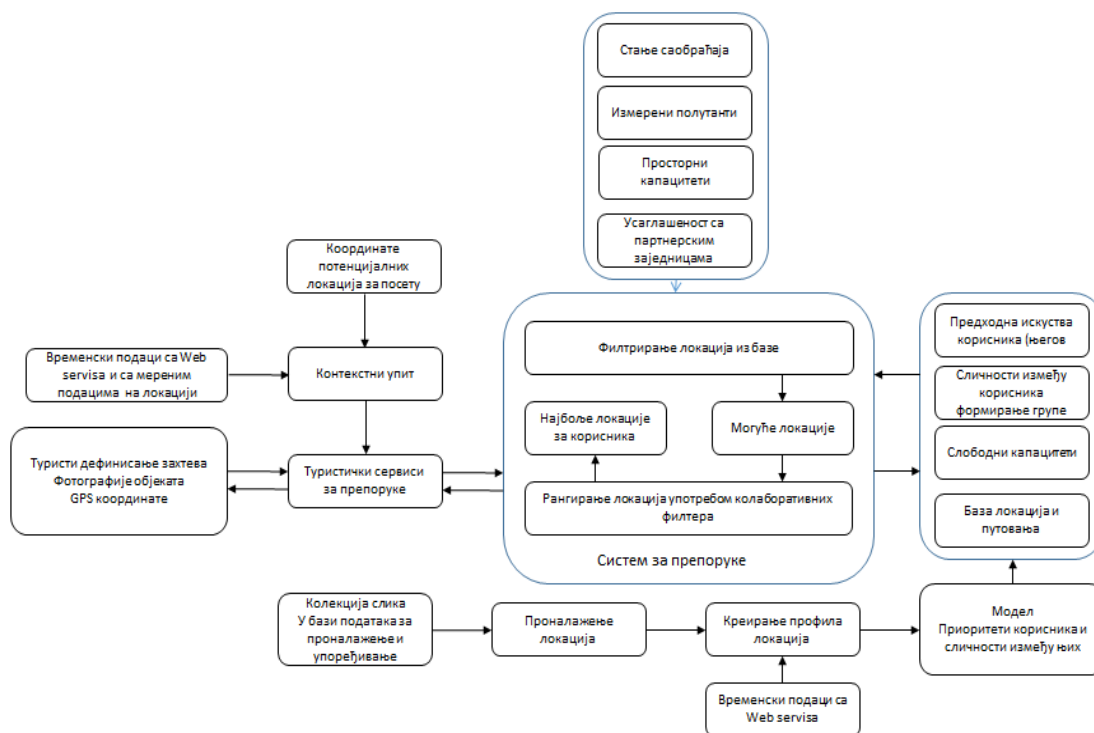 Стање саобраћаја
Измерени полутанти
Просторни
капацитети
Усаглашеност са
партнерским
заједницама
Координате
потенцијалних
локација за посету
Временски подаци са Web
servisa и са мереним
подацима на локацији
Контекстни упит
Туристи дефинисање захтева
Фотографије објеката
GPS координате
Туристички сервиси
за препоруке
Филтрирање локација из базе
Најбоље локације
за корисника
Могуће локације
Рангирање локација употребом колаборативних
филтера
Систем за препоруке
Предходна искуства
корисника (његов
Сличности између
корисника
формирање групе
Слободни капацитети
База локација и
путовања
Колекција слика
У бази података за
проналажење и
упоређивање
Проналажење
локација
Креирање профила
локација
Модел
Приоритети корисника и
сличности између њих
Временски подаци са
Web servisa